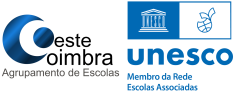 oeste
Coimbra
Agrupamento de Escolas
unesco
Membro da Rede
Escolas Associadas